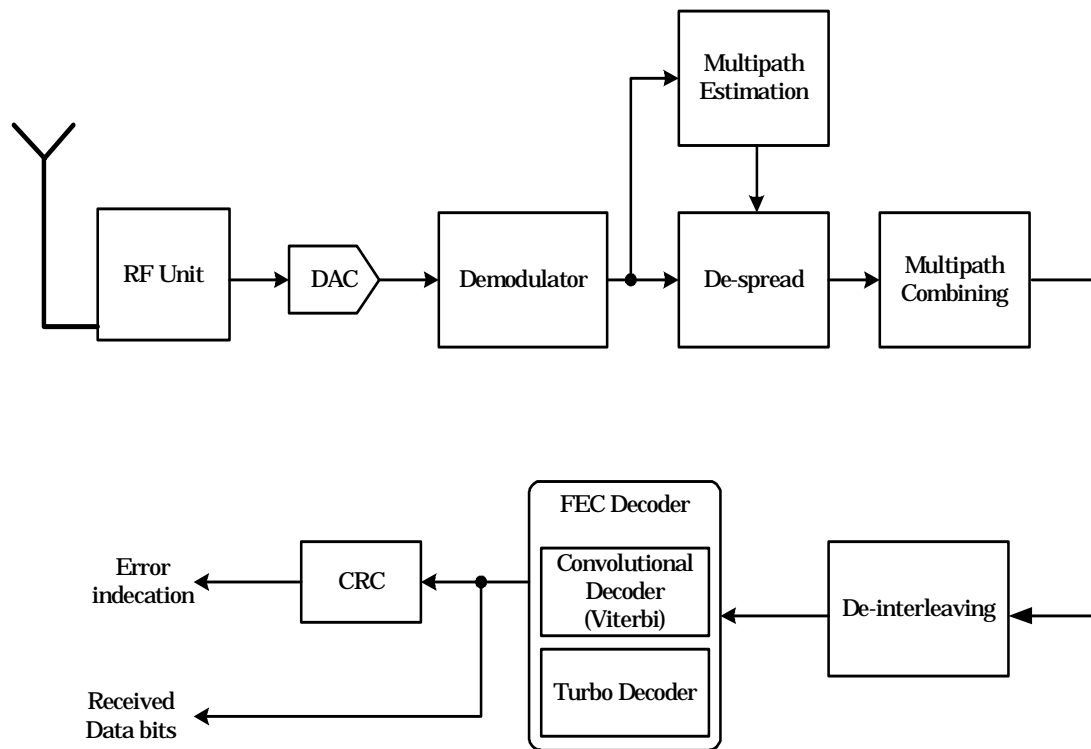 Multipath
Estimation
RF Unit
DAC
Demodulator
De-spread
Multipath
Combining
FEC Decoder
Convolutional
Decoder
(Viterbi)
Turbo Decoder
De-interleaving
CRC
Error
indecation
Received
Data bits